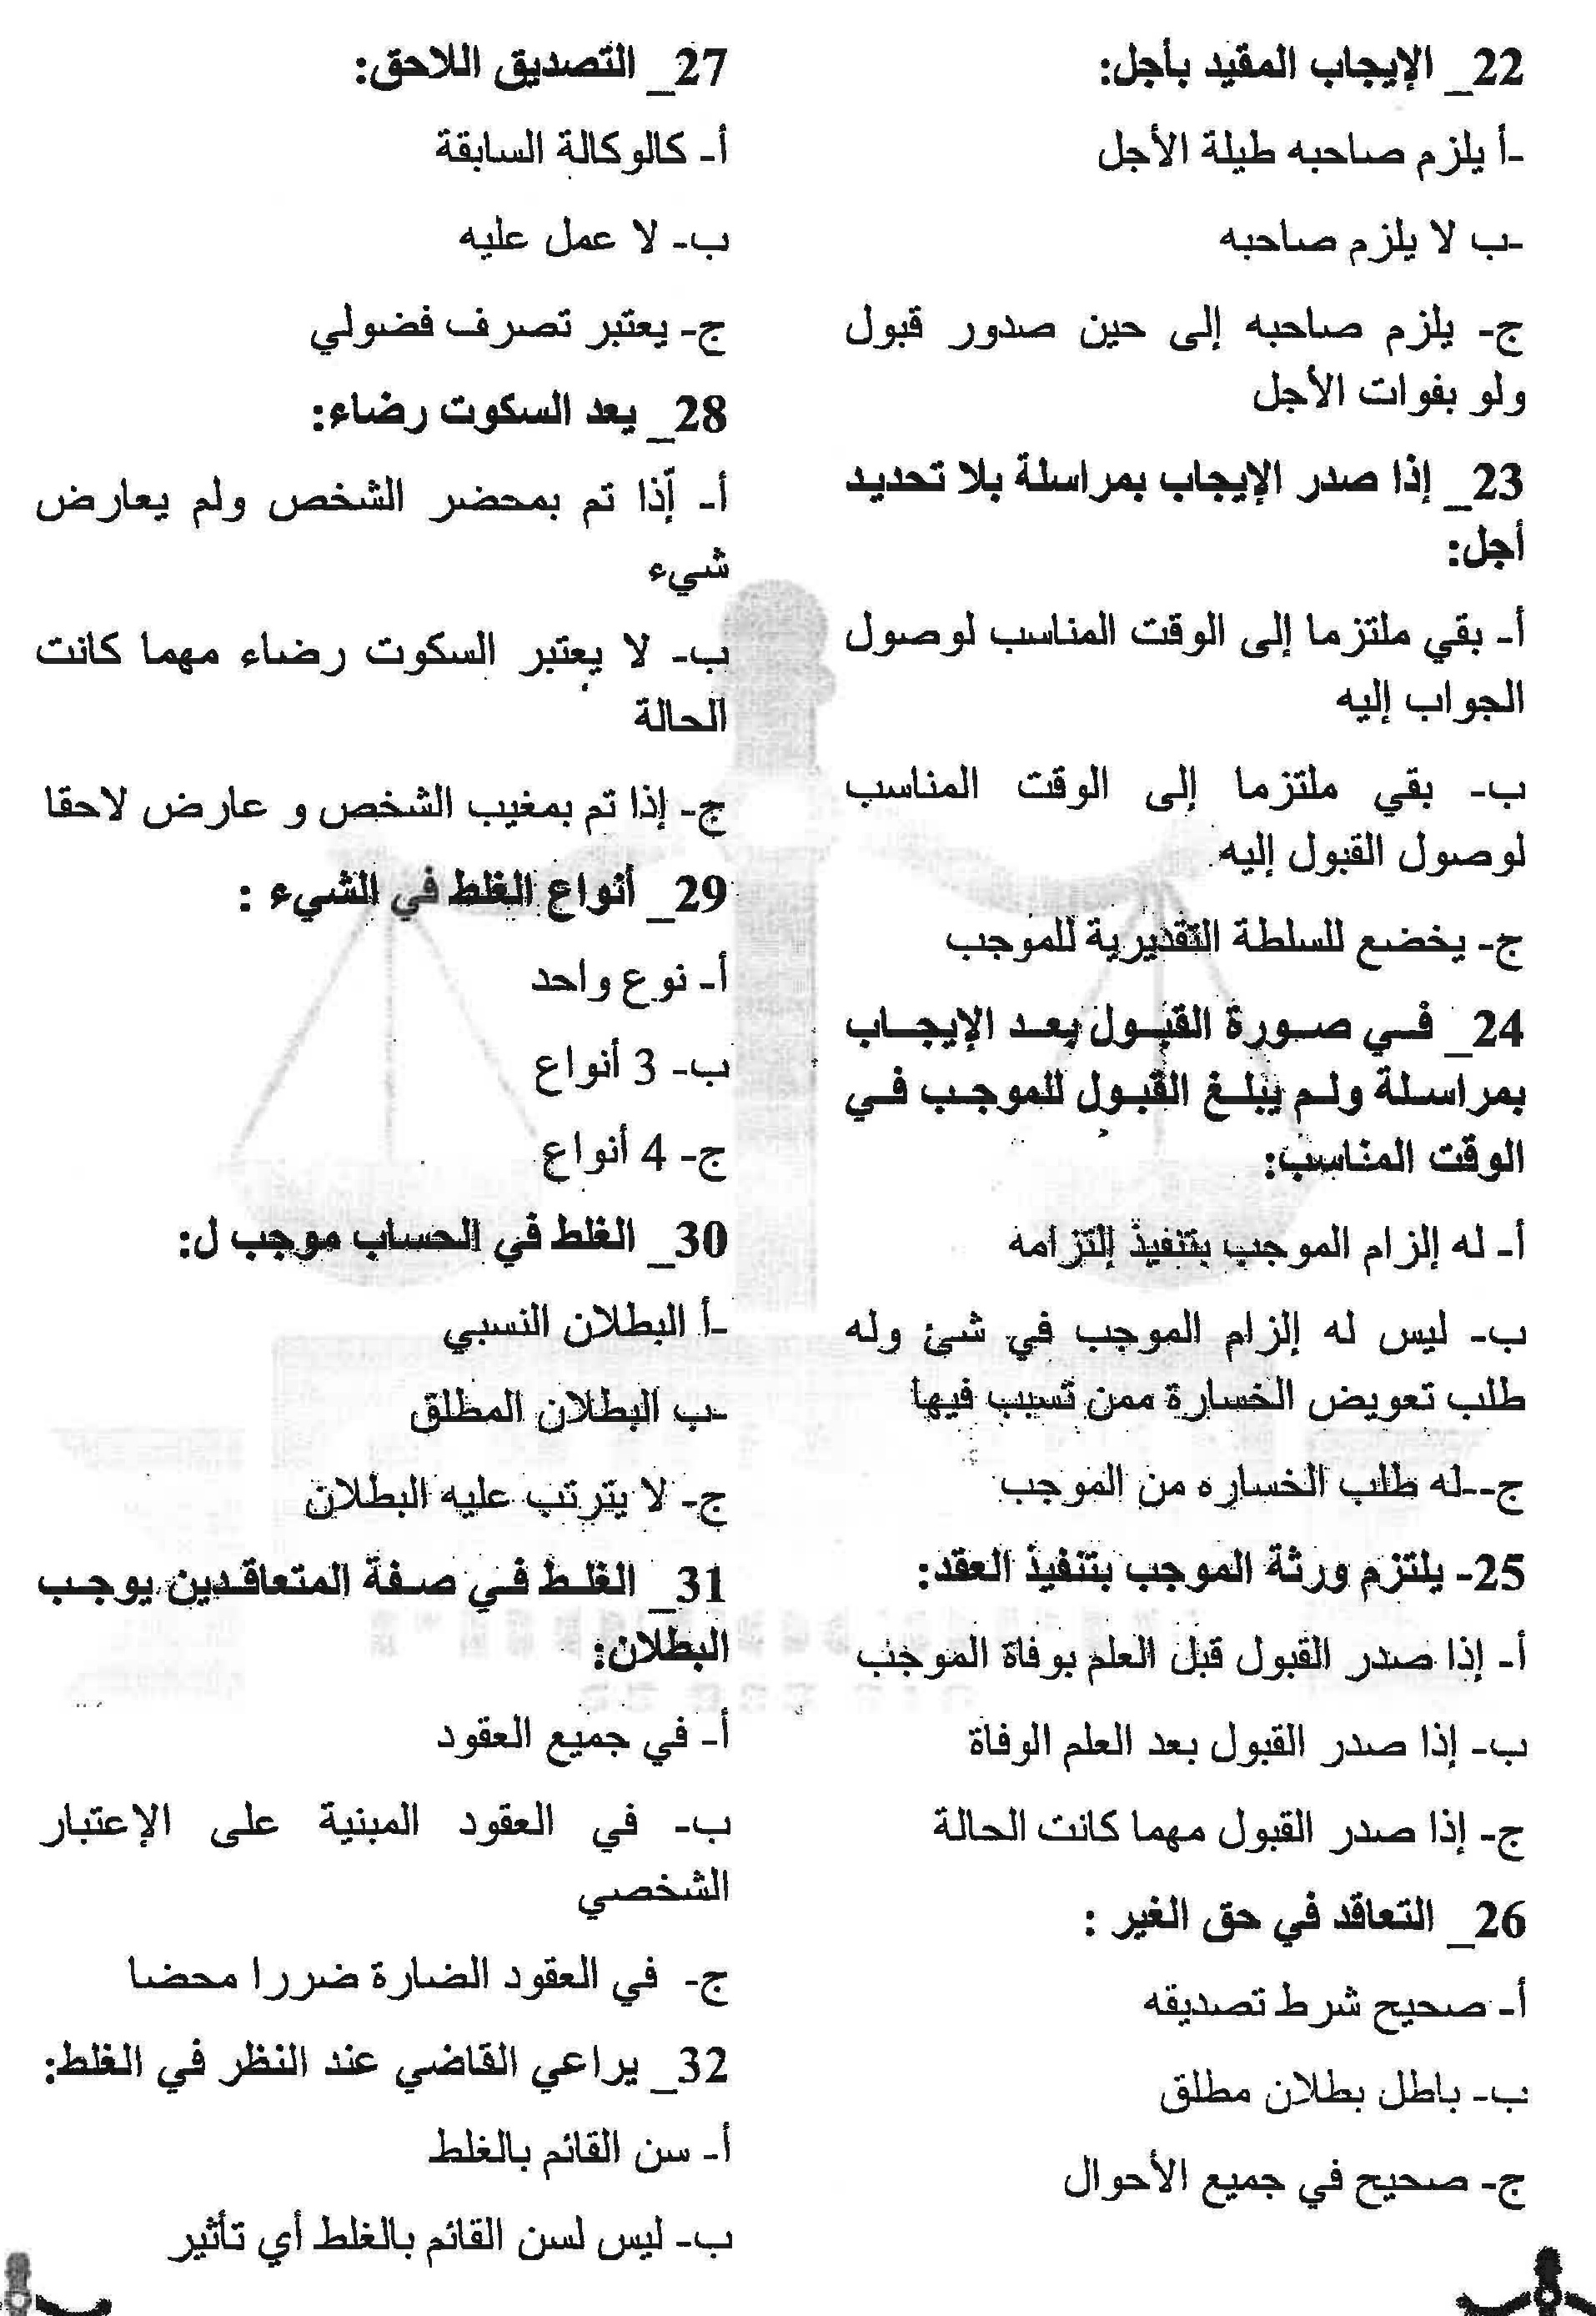 22_ الإيجاب المقيد بأجل:
-أ يلزم صاحبه طيلة الأجل
-ب لا يلزم صاحبه
ج- يلزم صاحبه إلى حين صدور قبول
ولو بفوات الأجل
23_ إذا صدر الإيجاب بمراسلة بلا تحديد
أجل:
أ- بقي ملتزما إلى الوقت المناسب لوصول
الجواب إليه
ب- بقي ملتزما إلى الوقت المناسب
لوصول القبول إليه
ج- يخضع للسلطة التقديرية للموجب
24_ في صورة القبول بعد الإيجاب
بمراسلة ولم يبلغ القبول للموجب في
الوقت المناسب:
أ- له إلزام الموجب بتنفيذ إلتزامه
ب- ليس له إلزام الموجب في شئ وله
طلب تعويض الخسارة ممن تسبب فيها
ج--له طلب الخساره من الموجب
25- يلتزم ورثة الموجب بتنفيذ العقد:
أ- إذا صدر القبول قبل العلم بوفاة الموجب
ب- إذا صدر القبول بعد العلم الوفاة
ج- إذا صدر القبول مهما كانت الحالة
26_ التعاقد في حق الغير :
أ- صحيح شرط تصديقه
ب- باطل بطلان مطلق
ج- صحيح في جميع الأحوال
27_ التصديق اللاحق:
أ- كالوكالة السابقة
ب- لا عمل عليه
ج- يعتبر تصرف فضولي
28_ يعد السكوت رضاء:
أ- إّذا تم بمحضر الشخص ولم يعارض
شيء
ب- لا يعتبر السكوت رضاء مهما كانت
الحالة
ج- إذا تم بمغيب الشخص و عارض لاحقا
29_ أنواع الغلط في الشيء :
أ- نوع واحد
ب- 3 أنواع
ج- 4 أنواع
30_ الغلط في الحساب موجب ل:
-أ البطلان النسبي
-ب البطلان المطلق
ج- لا يترتب عليه البطلان
31_ الغلط في صفة المتعاقدين يوجب
البطلان:
أ- في جميع العقود
ب- في العقود المبنية على الإعتبار
الشخصي
ج- في العقود الضارة ضررا محضا
32_ يراعي القاضي عند النظر في الغلط:
أ- سن القائم بالغلط
ب- ليس لسن القائم بالغلط أي تأثير